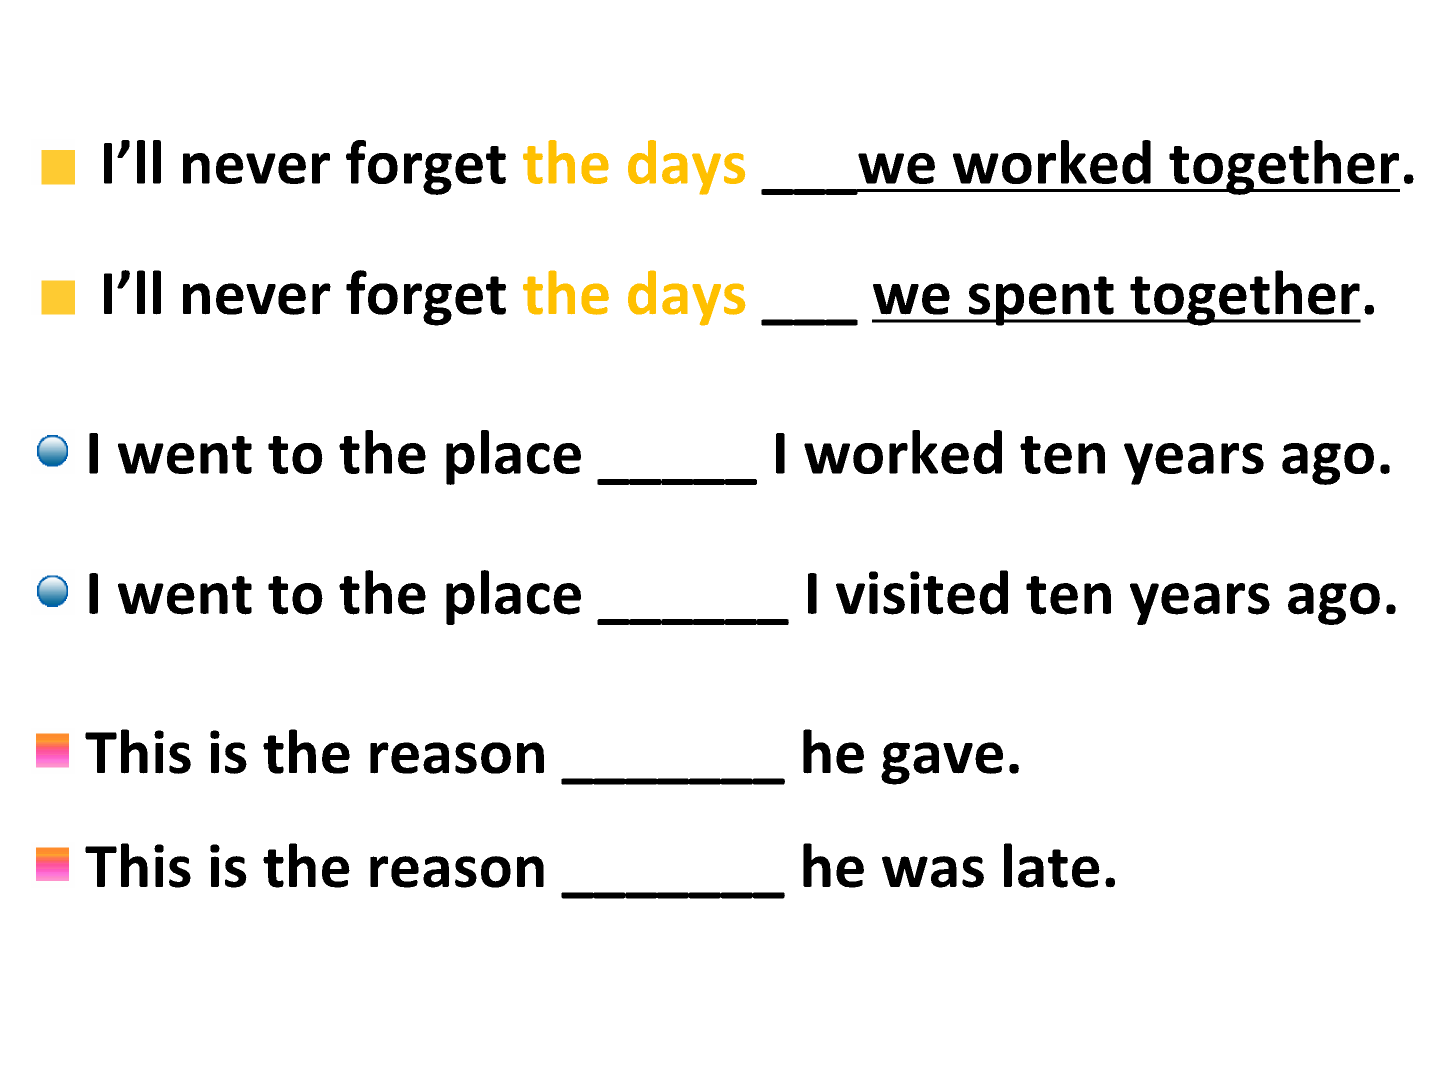 I’ll never forget the days ___we worked together.
I’ll never forget the days ___ we spent together.
I went to the place _____ I worked ten years ago.
I went to the place ______ I visited ten years ago.
This is the reason _______ he gave.
This is the reason _______ he was late.